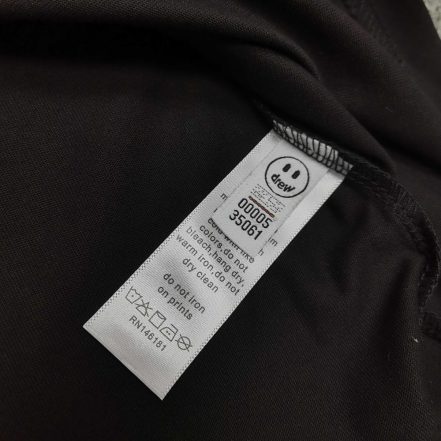 drew
00005
35061
colors,do not
bleach,hang dry,
warm iron,do not
dry clean
do not iron
on prints
RN146181